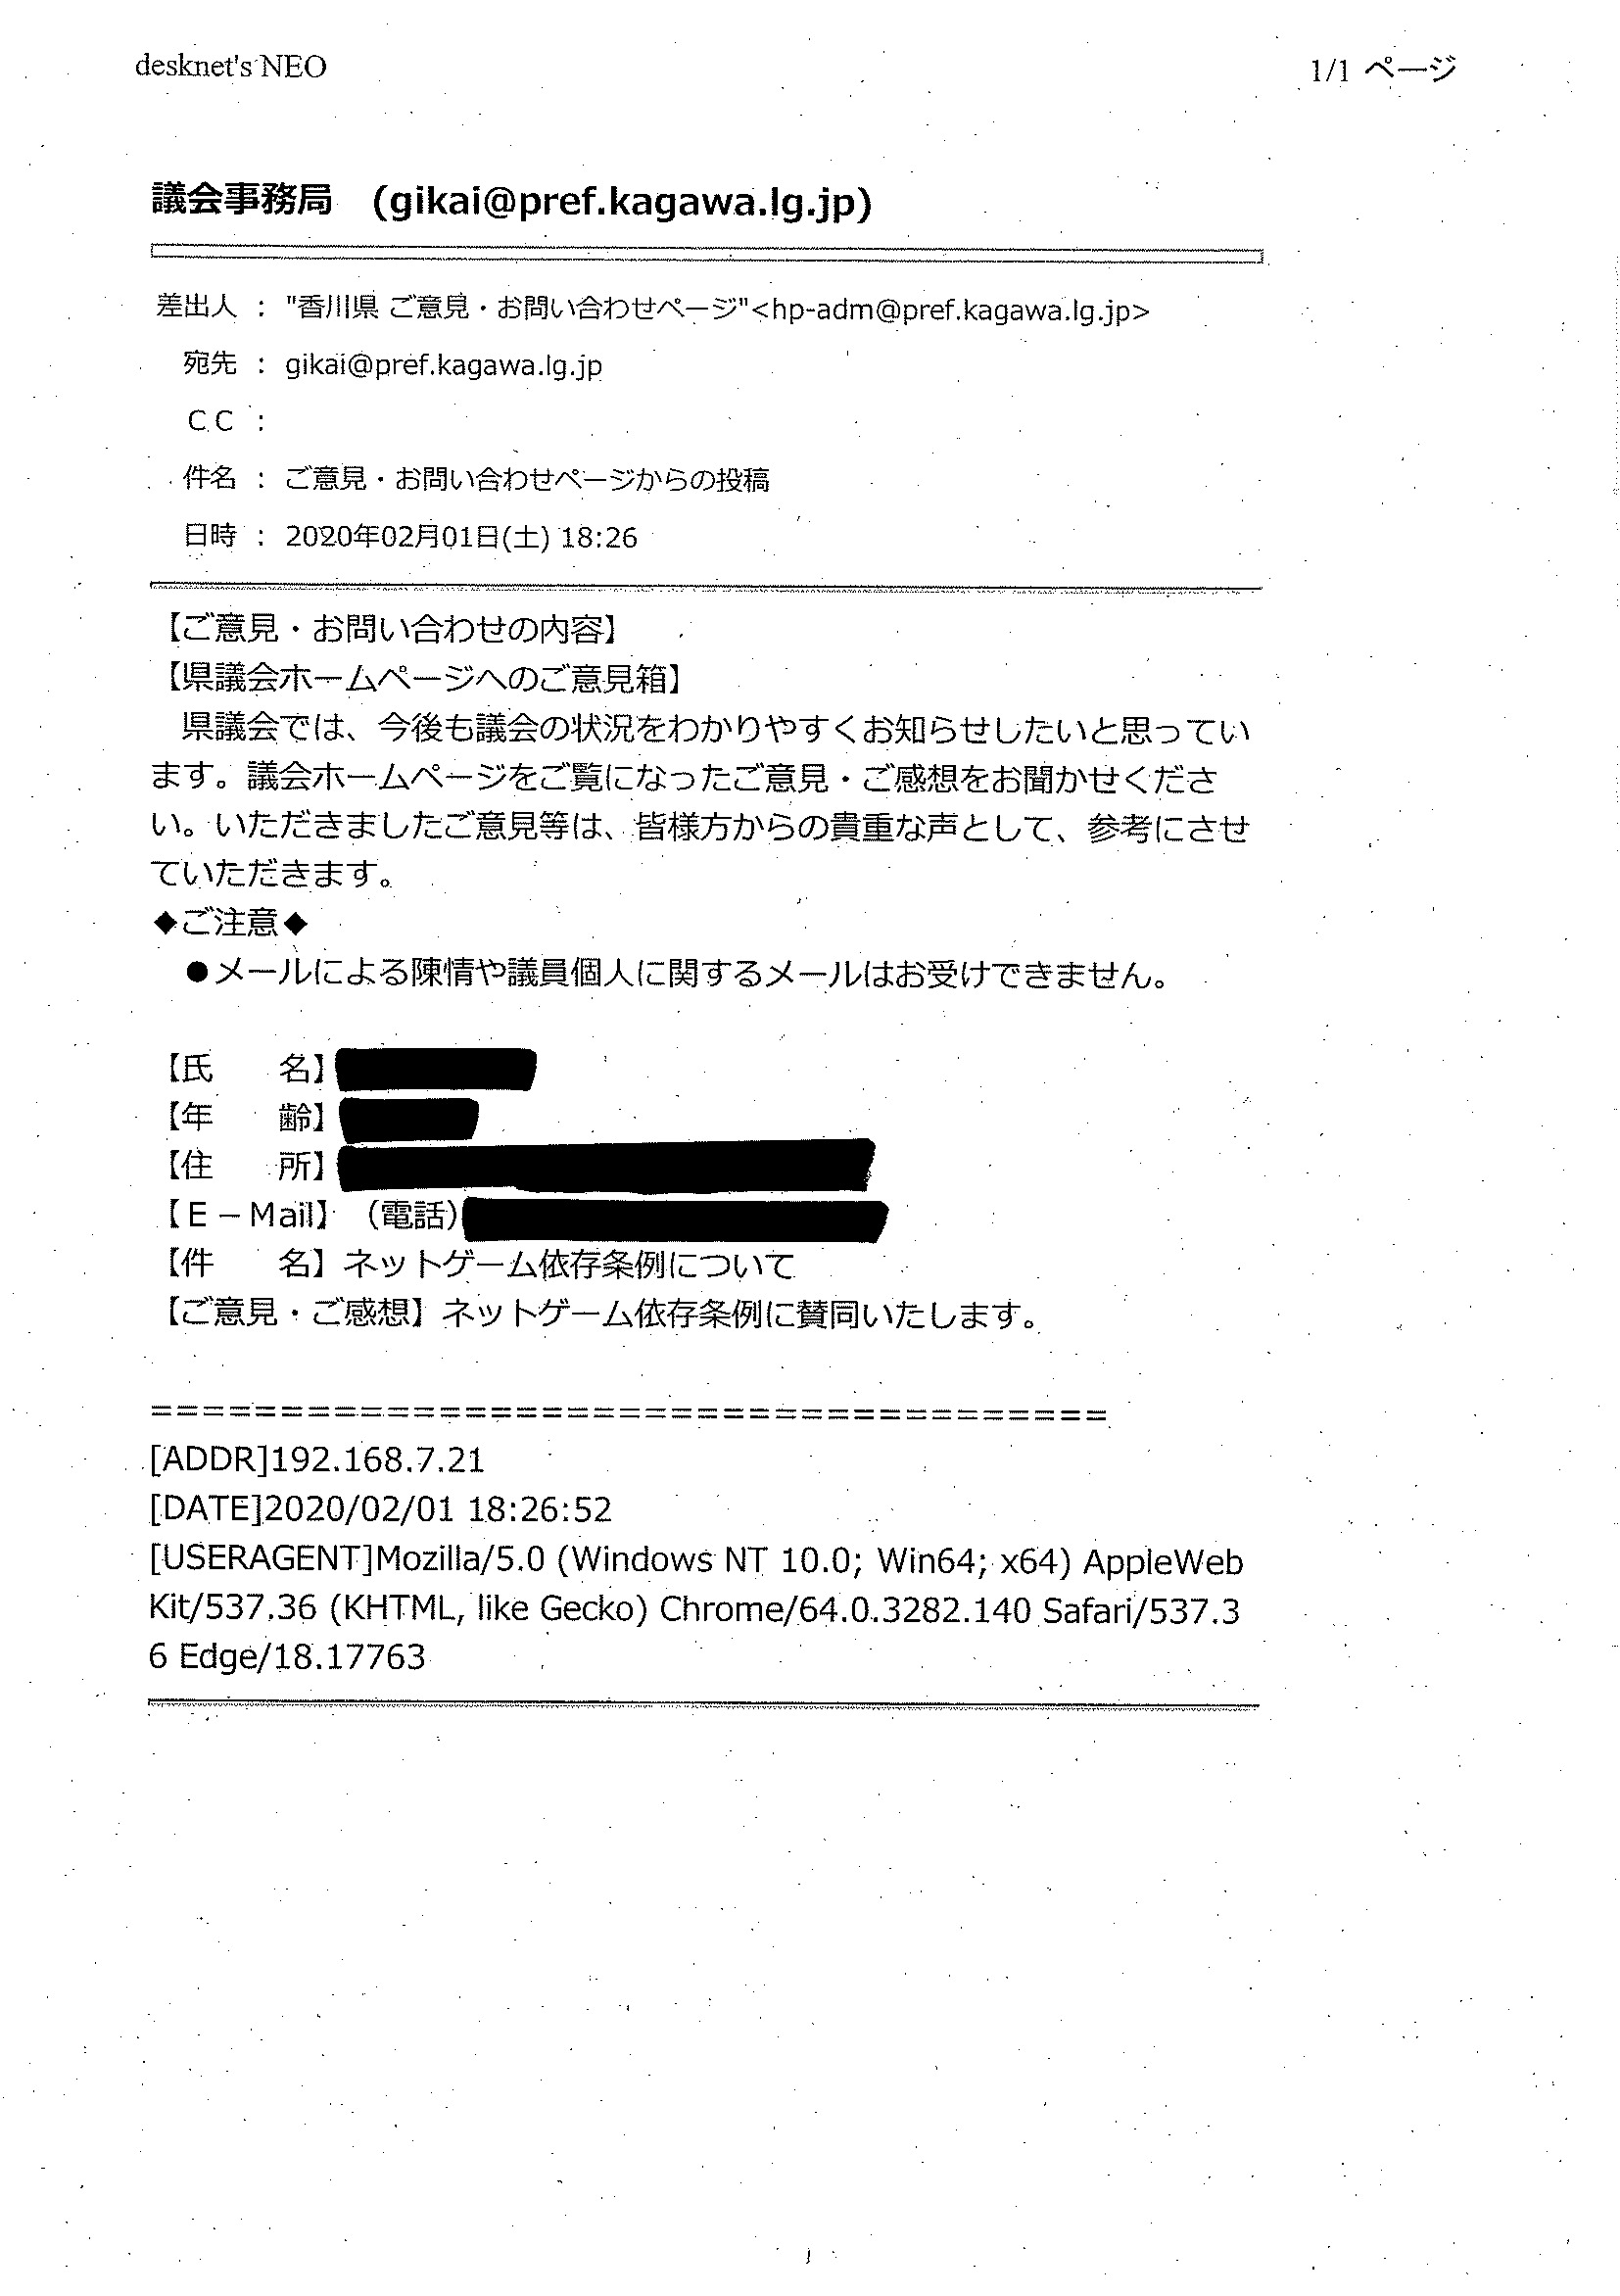 desknet's NEO
1/1 ページ
議会事務局 (gikai@pref.kagawa.lg.jp)
差出人 : "香川県 ご意見・お問い合わせページ"<hp-adm@pref.kagawa.lg.jp>
宛先 : gikai@pref.kagawa.lg.jp
CC :
件名 : ご意見・お問い合わせページからの投稿
日時 : 2020年02月01日(土) 18:26
【ご意見・お問い合わせの内容】
【県議会ホームページへのご意見箱】
　県議会では、今後も議会の状況をわかりやすくお知らせしたいと思ってい
ます。議会ホームページをご覧になったご意見・ご感想をお聞かせくださ
い。いただきましたご意見等は、皆様方からの貴重な声として、参考にさせ
ていただきます。
◆ご注意◆
　●メールによる陳情や議員個人に関するメールはお受けできません。
【氏　　名】
【年　　齢】
【住　　所】
【E－Mail】（電話）
【件　　名】ネットゲーム依存条例について
【ご意見・ご感想】ネットゲーム依存条例に賛同いたします。
=====================================
[ADDR]192.168.7.21
[DATE]2020/02/01 18:26:52
[USERAGENT]Mozilla/5.0 (Windows NT 10.0; Win64; x64) AppleWeb
Kit/537.36 (KHTML, like Gecko) Chrome/64.0.3282.140 Safari/537.3
6 Edge/18.17763